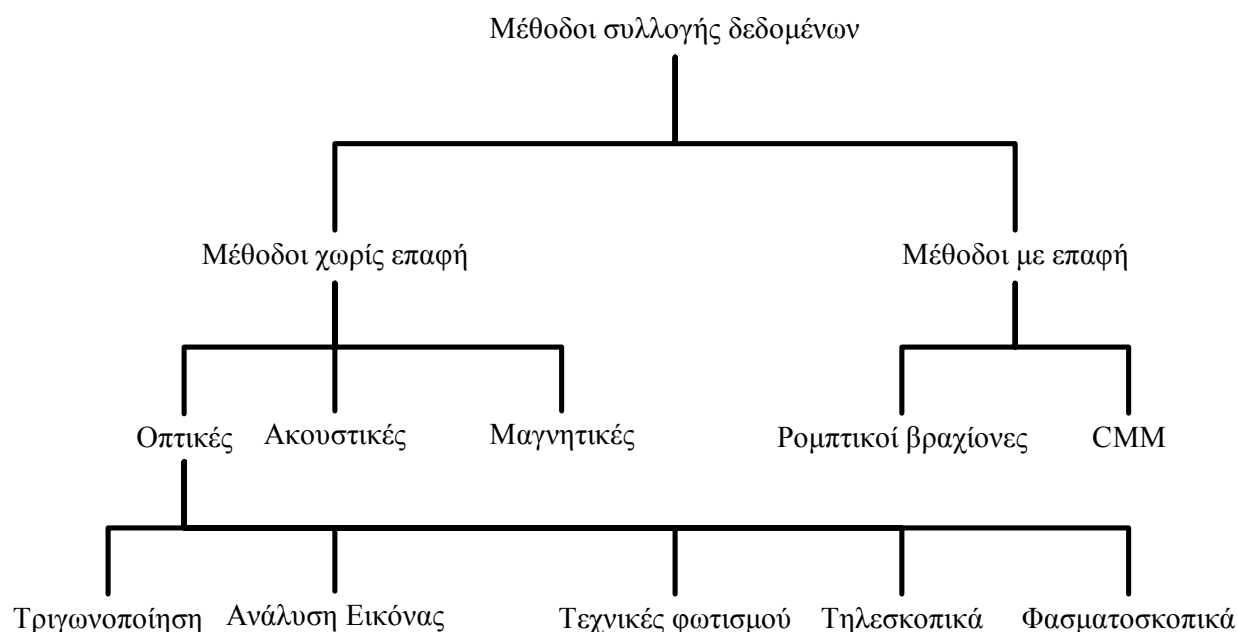 Μέθοδοι συλλογής δεδομένων
Μέθοδοι χωρίς επαφή
Μέθοδοι με επαφή
Οπτικές
Ακουστικές
Μαγνητικές
Ρομπτικοί βραχίονες
CMM
Τριγωνοποίηση
Ανάλυση Εικόνας
Τεχνικές φωτισμού
Τηλεσκοπικά
Φασματοσκοπικά